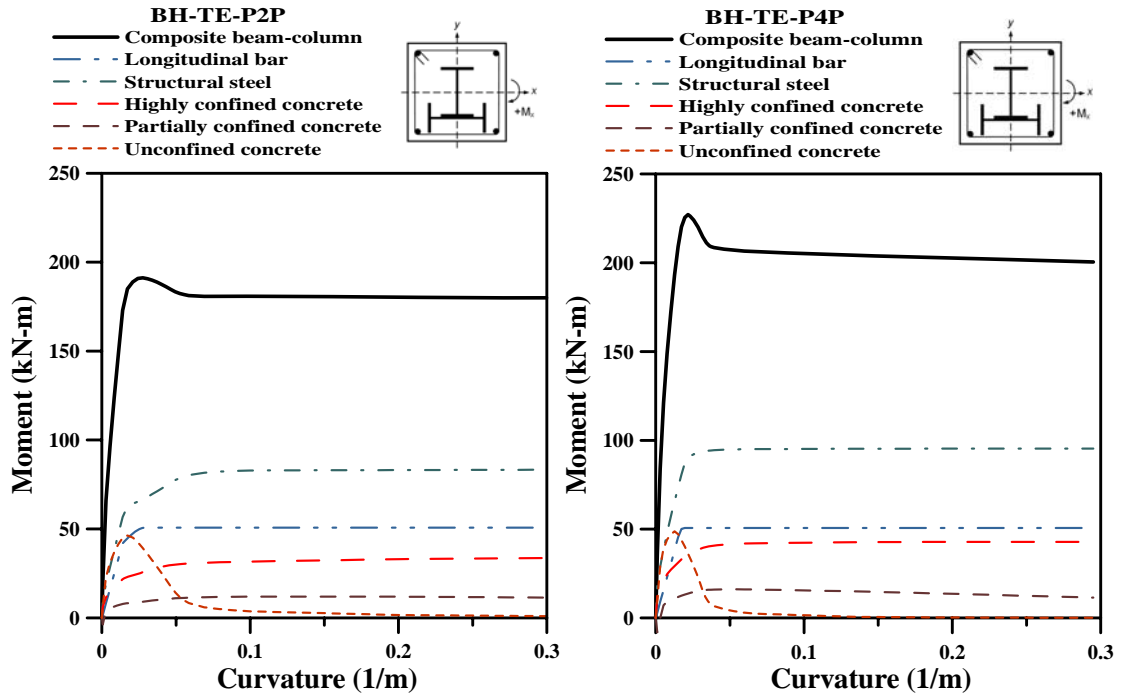 BH-TE-P2P
Composite beam-column
Longitudinal bar
Structural steel
Highly confined concrete
Partially confined concrete
Unconfined concrete
y
x
+Mx
250
200
150
100
50
0
Moment (kN-m)
0
0.1
0.2
0.3
Curvature (1/m)
BH-TE-P4P
Composite beam-column
Longitudinal bar
Structural steel
Highly confined concrete
Partially confined concrete
Unconfined concrete
y
x
+Mx
250
200
150
100
50
0
Moment (kN-m)
0
0.1
0.2
0.3
Curvature (1/m)